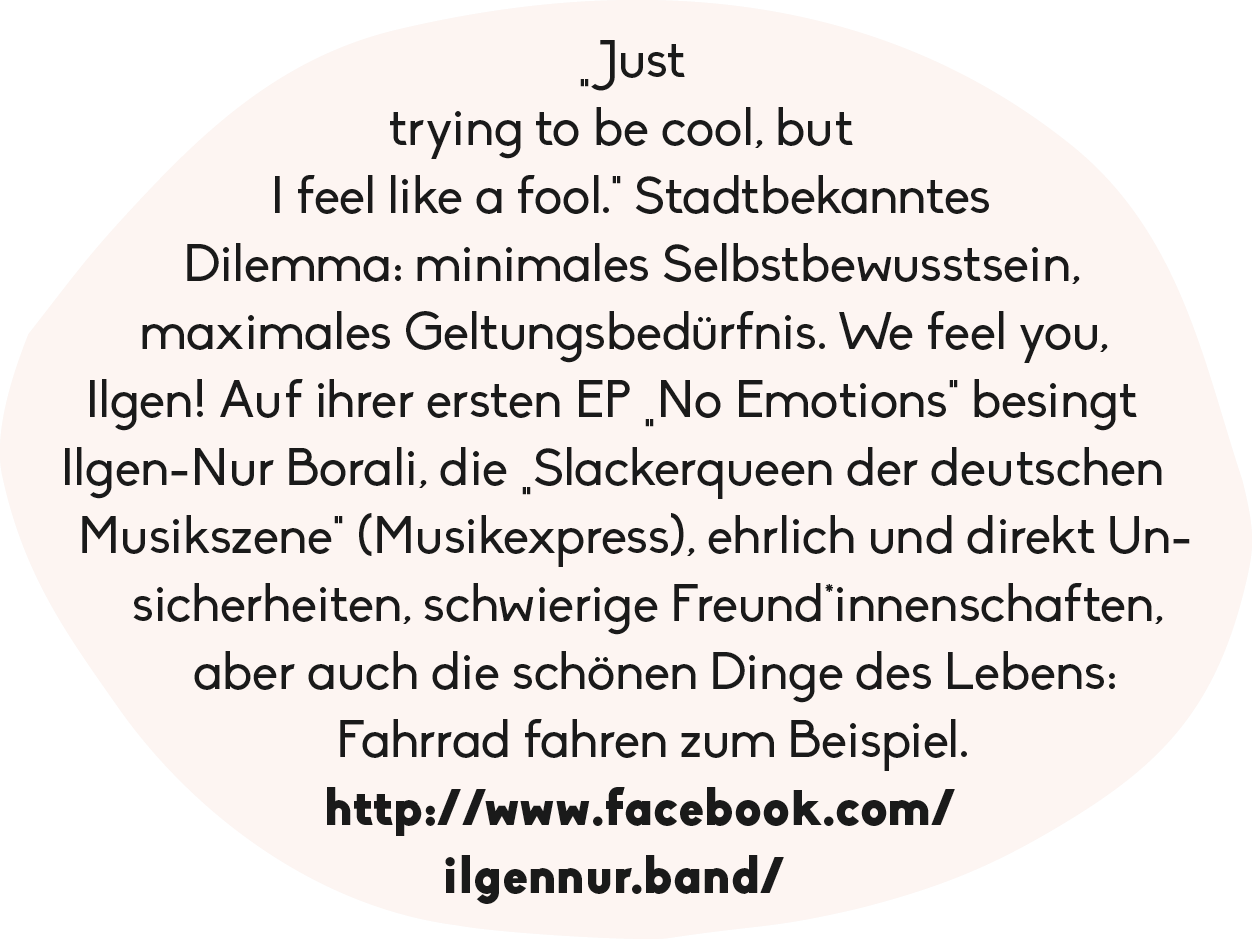 „Just
trying to be cool, but
I feel like a fool." Stadtbekanntes
Dilemma: minimales Selbstbewusstsein,
maximales Geltungsbedürfnis. We feel you,
Ilgen! Auf ihrer ersten EP „No Emotions" besingt
Ilgen-Nur Borali, die „Slackerqueen der deutschen
Musikszene" (Musikexpress), ehrlich und direkt Un-
sicherheiten, schwierige Freund*innenschaften,
aber auch die schönen Dinge des Lebens:
Fahrrad fahren zum Beispiel.
http://www.facebook.com/
ilgennur.band/